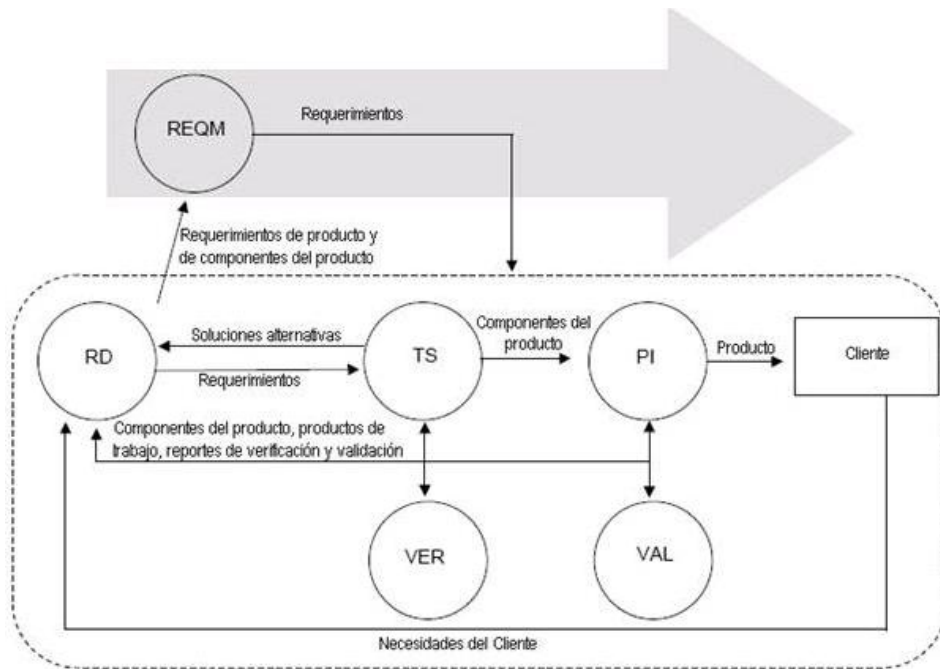 REQM
Requerimientos
Requerimientos de producto y
de componentes del producto
RD
Soluciones alternativas
Requerimientos
TS
Componentes del
producto
PI
Producto
Cliente
Componentes del producto, productos de
trabajo, reportes de verificación y validación
VER
VAL
Necesidades del Cliente